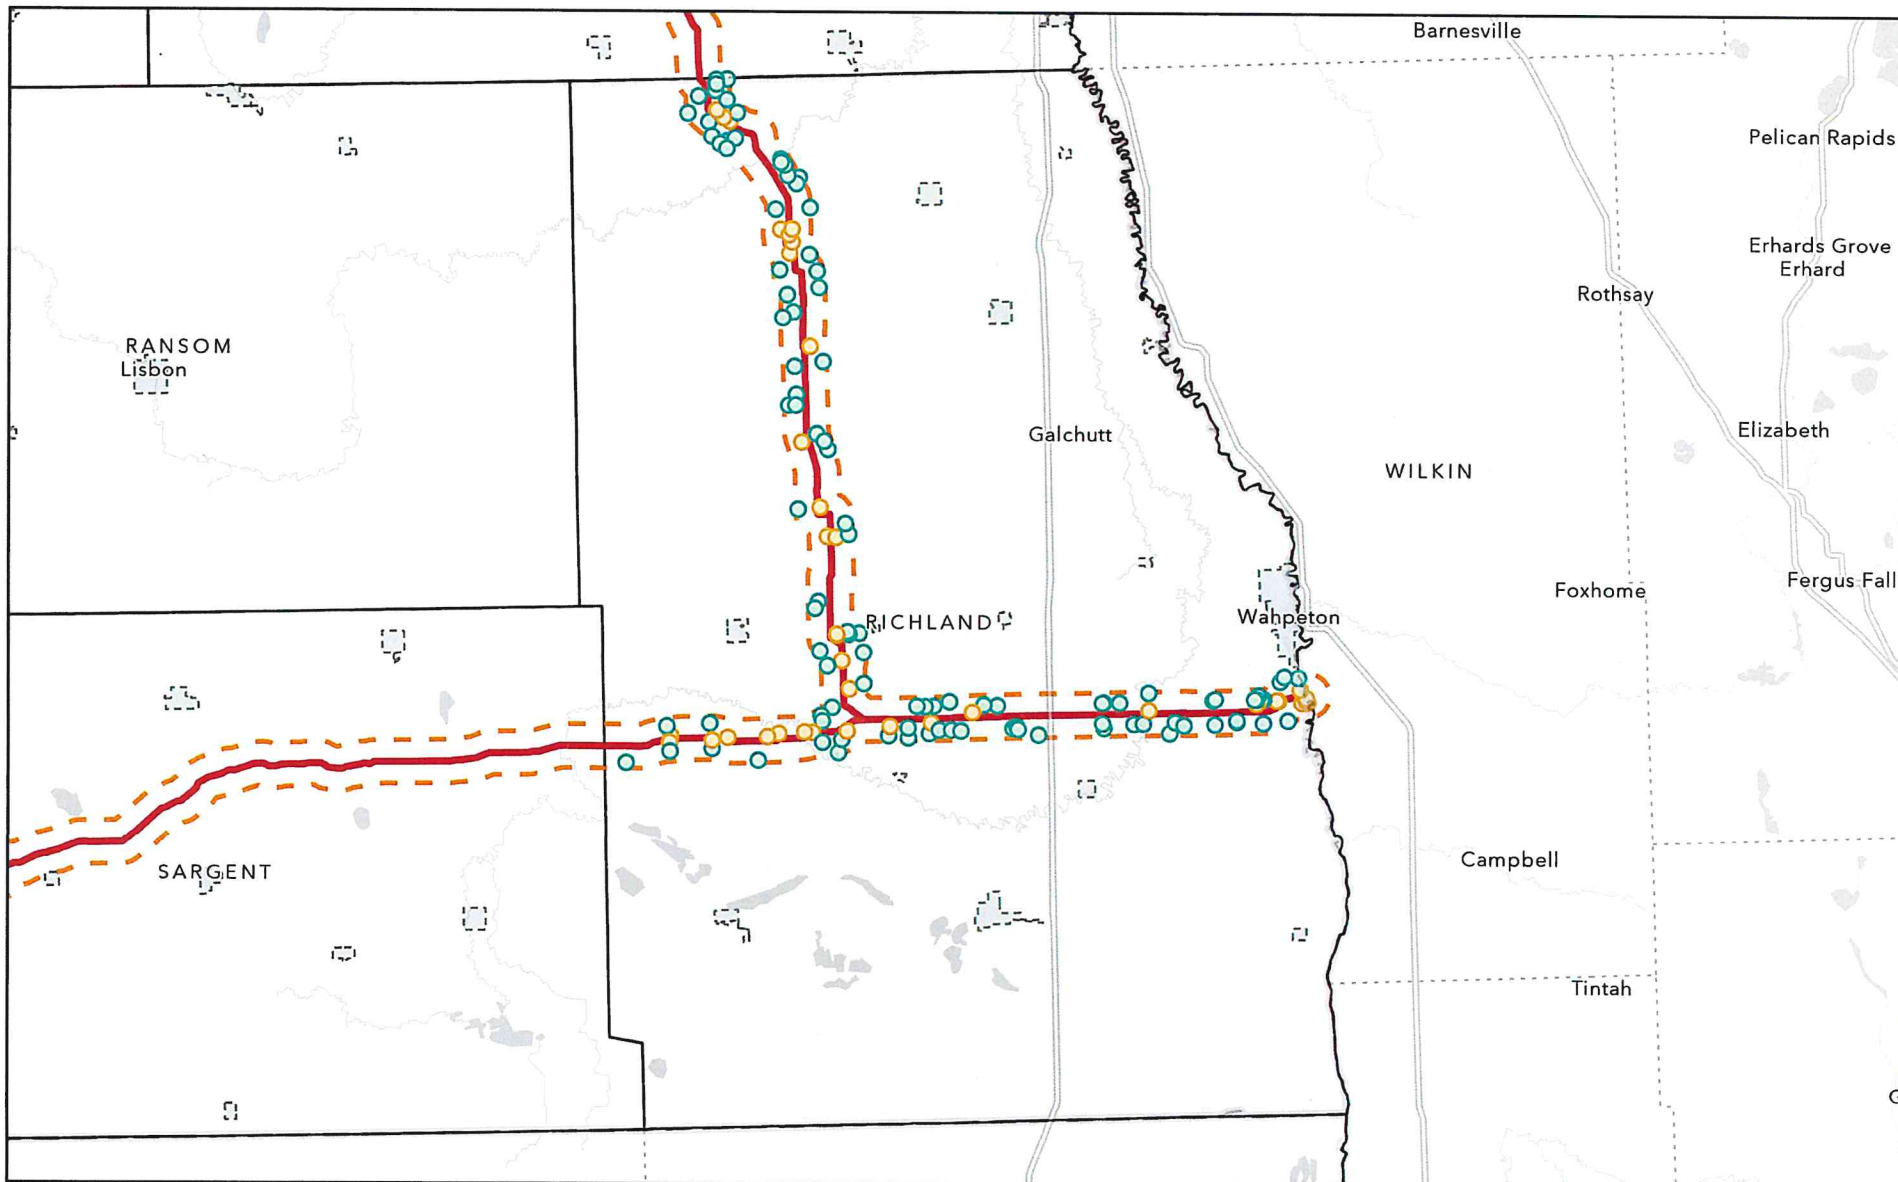 Barnesville
Pelican Rapids
Erhards Grove
Erhard
Rothsay
RANSOM
Lisbon
Galchutt
Elizabeth
WILKIN
Fergus Fall
Foxhome
Wahpeton
RICHLAND
Campbell
SARGENT
Tintah